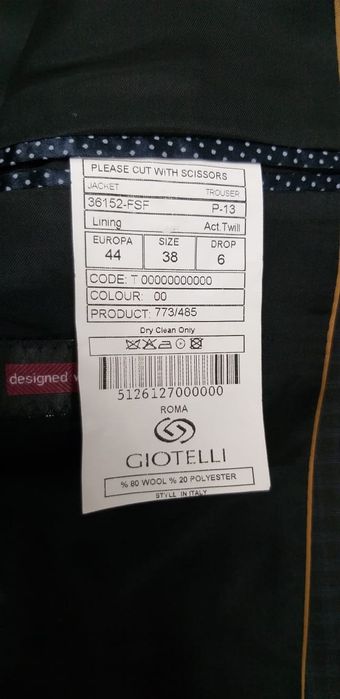 PLEASE CUT WITH SCISSORS
JACKET TROUSER
36152-FSF P-13
Lining Act.Twill
EUROPA SIZE DROP
44 38 6
CODE: T 00000000000
COLOUR: 00
PRODUCT: 773/485
Dry Clean Only
5126127000000
ROMA
GIOTELLI
% 80 WOOL % 20 POLYESTER
STYLL IN ITALY
designed